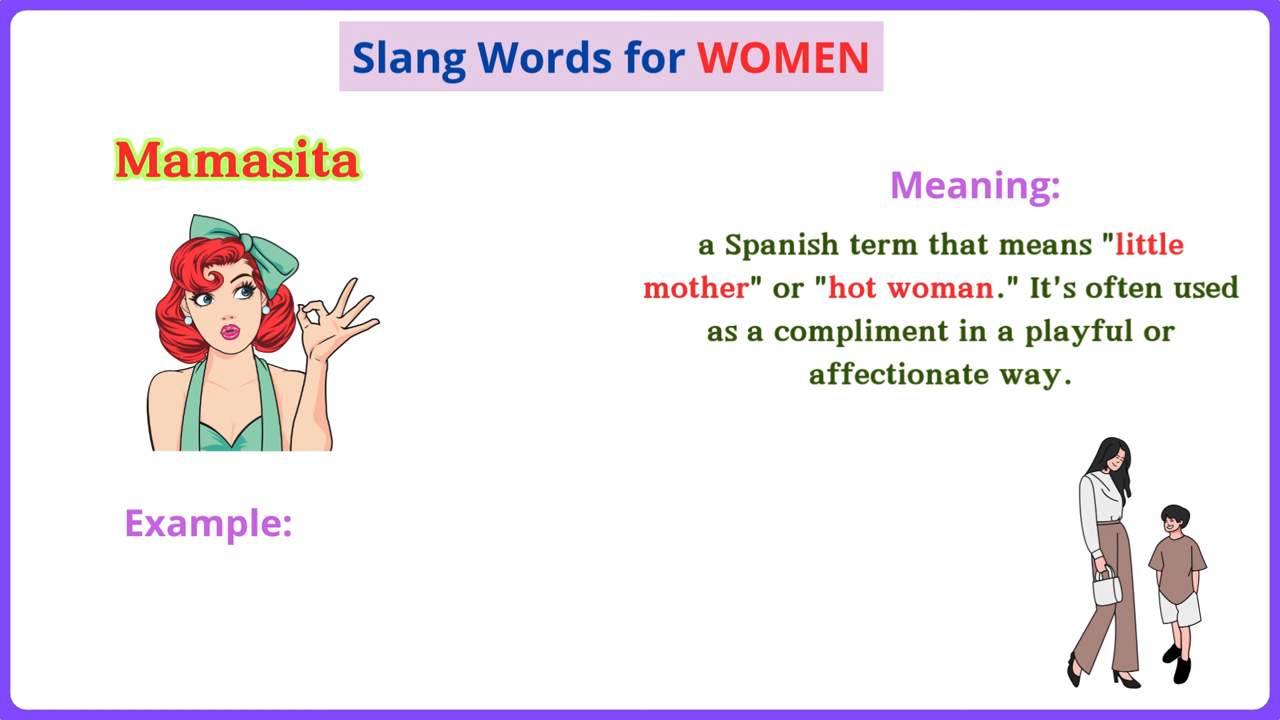 Slang Words for WOMEN
Mamasita
Meaning:
a Spanish term that means "little
mother" or "hot woman." It's often used
as a compliment in a playful or
affectionate way.
Example: